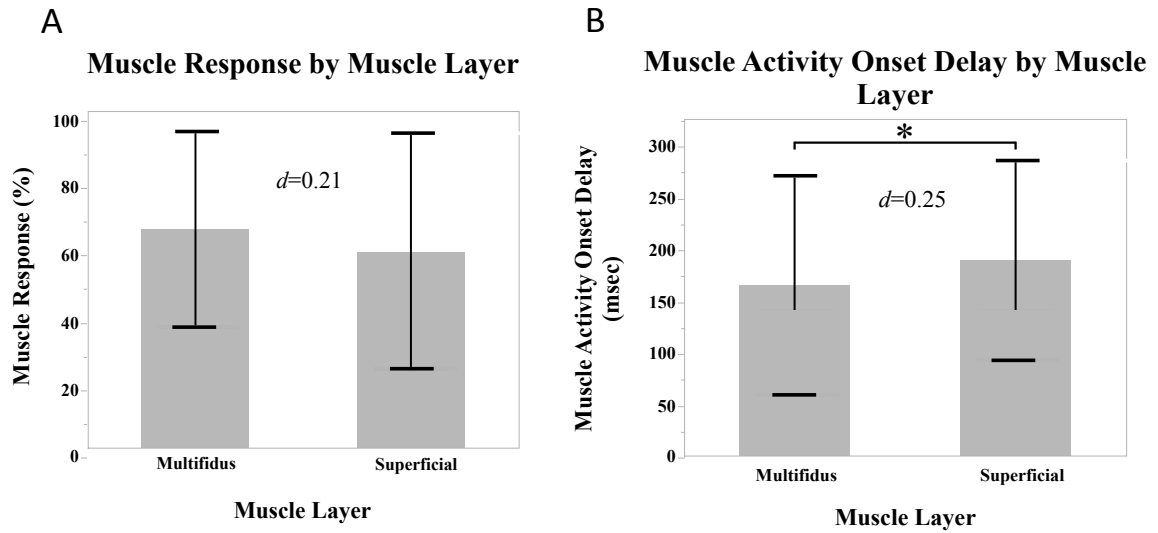 A
Muscle Response by Muscle Layer
Muscle Response (%)
100
80
60
40
20
0
d=0.21
Multifidus
Superficial
Muscle Layer
B
Muscle Activity Onset Delay by Muscle
Layer
Muscle Activity Onset Delay
(msec)
300
250
200
150
100
50
0
*
d=0.25
Multifidus
Superficial
Muscle Layer